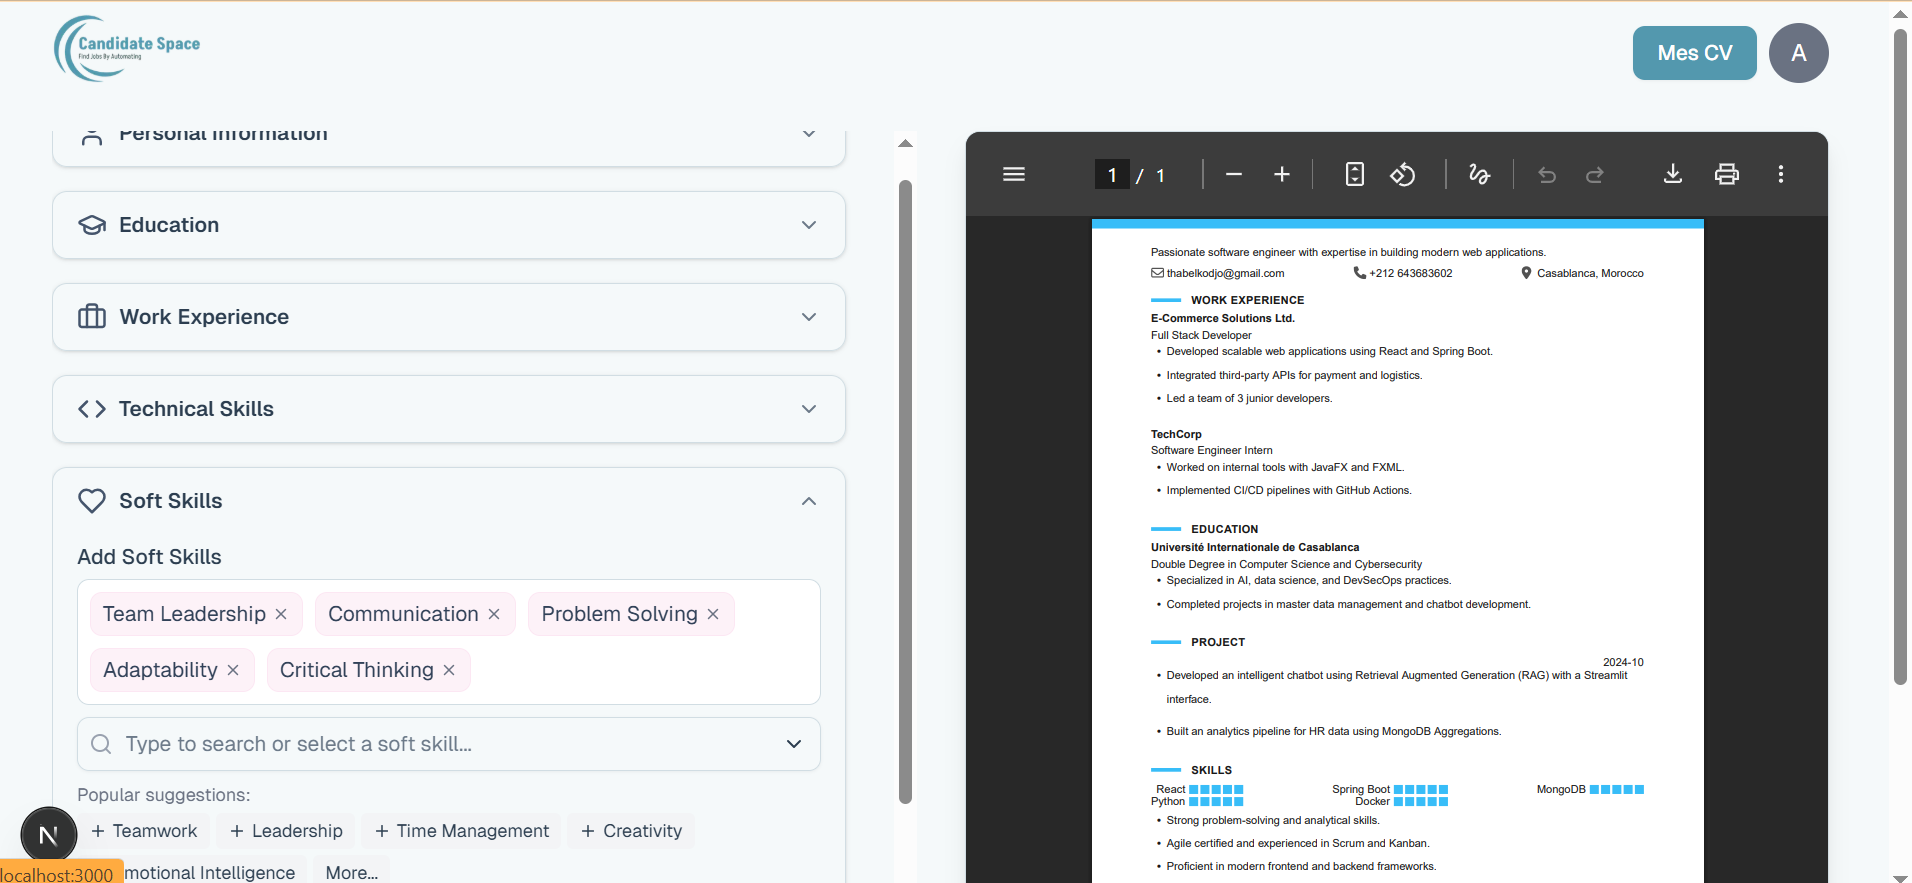 Candidate Space
Find Jobs By Automating
Mes CV
A
Personal Information
Education
Work Experience
Technical Skills
Soft Skills
Add Soft Skills
Team Leadership × Communication × Problem Solving ×
Adaptability × Critical Thinking ×
Type to search or select a soft skill...
Popular suggestions:
+ Teamwork + Leadership + Time Management + Creativity
motional Intelligence More...
N
localhost:3000
1 / 1
Passionate software engineer with expertise in building modern web applications.
thabelkodjo@gmail.com +212 643683602 Casablanca, Morocco
WORK EXPERIENCE
E-Commerce Solutions Ltd.
Full Stack Developer
• Developed scalable web applications using React and Spring Boot.
• Integrated third-party APIs for payment and logistics.
• Led a team of 3 junior developers.
TechCorp
Software Engineer Intern
• Worked on internal tools with JavaFX and FXML.
• Implemented CI/CD pipelines with GitHub Actions.
EDUCATION
Université Internationale de Casablanca
Double Degree in Computer Science and Cybersecurity
• Specialized in AI, data science, and DevSecOps practices.
• Completed projects in master data management and chatbot development.
PROJECT
2024-10
• Developed an intelligent chatbot using Retrieval Augmented Generation (RAG) with a Streamlit
interface.
• Built an analytics pipeline for HR data using MongoDB Aggregations.
SKILLS
React Spring Boot MongoDB
Python Docker
• Strong problem-solving and analytical skills.
• Agile certified and experienced in Scrum and Kanban.
• Proficient in modern frontend and backend frameworks.